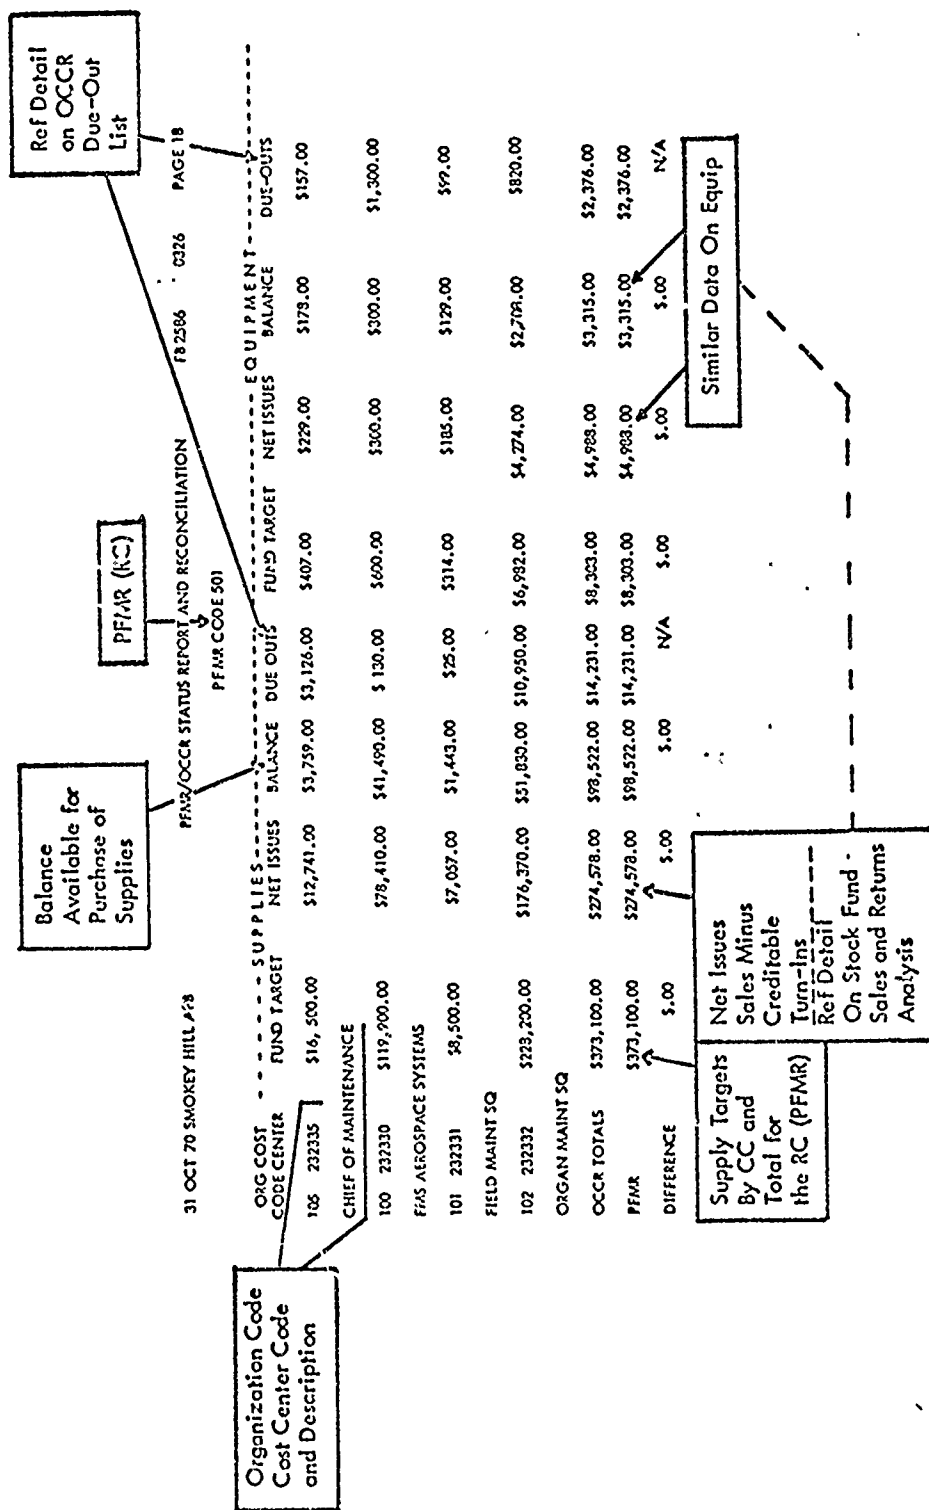 Ref Detail
on OCCR
Due-Out
List
Balance
Available for
Purchase of
Supplies
PFMR (RC)
31 OCT 70 SMOKEY HILL AFB PFMR/OCCR STATUS REPORT AND RECONCILIATION FB2586 0326 PAGE 18
PFMR CODE 501
ORG COST - - - - - - SUPPLIES - - - - - - EQUIPMENT - - - - - -
CODE CENTER FUND TARGET NET ISSUES BALANCE DUE OUTS FUND TARGET NET ISSUES BALANCE DUE-OUTS
105 232335 $16,500.00 $12,741.00 $3,759.00 $3,126.00 $407.00 $229.00 $178.00 $157.00
CHIEF OF MAINTENANCE
100 232330 $119,900.00 $78,410.00 $41,490.00 $130.00 $600.00 $300.00 $300.00 $1,300.00
FMS AEROSPACE SYSTEMS
101 232331 $8,500.00 $7,057.00 $1,443.00 $25.00 $314.00 $185.00 $129.00 $99.00
FIELD MAINT SQ
102 232332 $228,200.00 $176,370.00 $51,830.00 $10,950.00 $6,982.00 $4,274.00 $2,708.00 $820.00
ORGAN MAINT SQ
OCCR TOTALS $373,100.00 $274,578.00 $98,522.00 $14,231.00 $8,303.00 $4,988.00 $3,315.00 $2,376.00
PFMR $373,100.00 $274,578.00 $98,522.00 $14,231.00 $8,303.00 $4,988.00 $3,315.00 $2,376.00
DIFFERENCE $.00 $.00 $.00 N/A $.00 $.00 $.00 N/A
Organization Code
Cost Center Code
and Description
Supply Targets
By CC and
Total for
the RC (PFMR)
Net Issues
Sales Minus
Creditable
Turn-Ins
Ref Detail
On Stock Fund -
Sales and Returns
Analysis
Similar Data On Equip